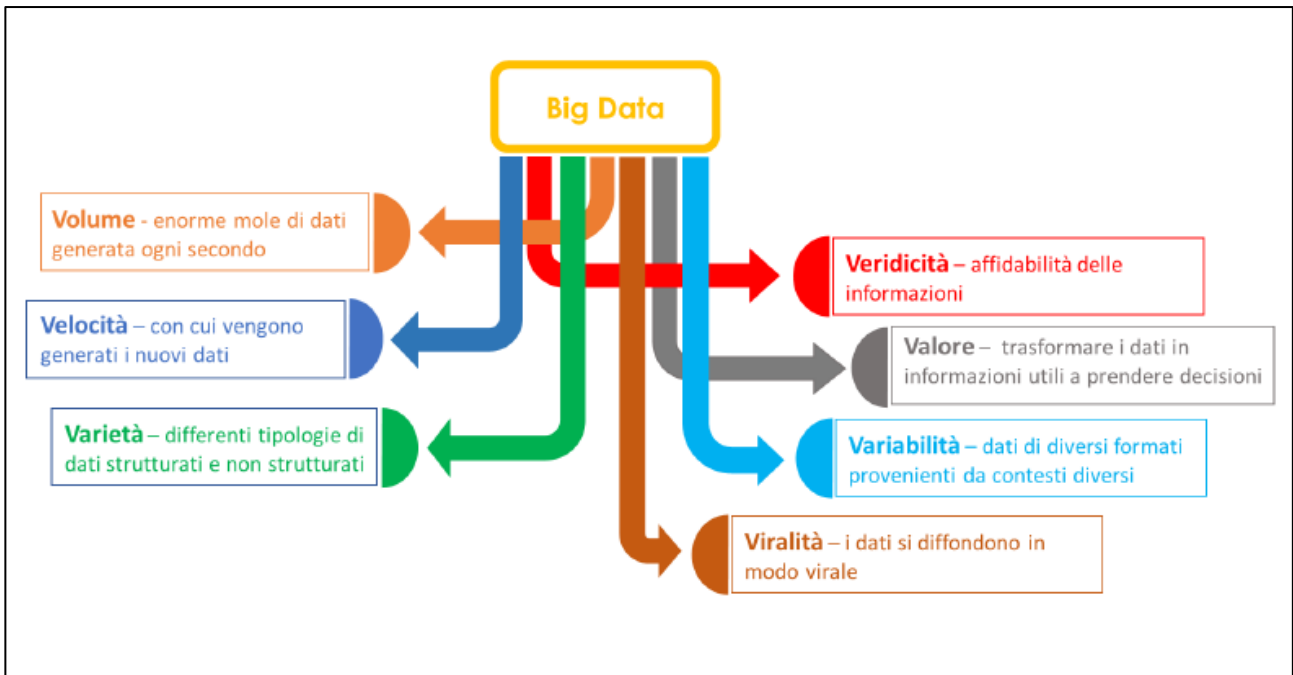 Big Data
Volume - enorme mole di dati
generata ogni secondo
Velocità – con cui vengono
generati i nuovi dati
Varietà – differenti tipologie di
dati strutturati e non strutturati
Veridicità – affidabilità delle
informazioni
Valore – trasformare i dati in
informazioni utili a prendere decisioni
Variabilità – dati di diversi formati
provenienti da contesti diversi
Viralità – i dati si diffondono in
modo virale